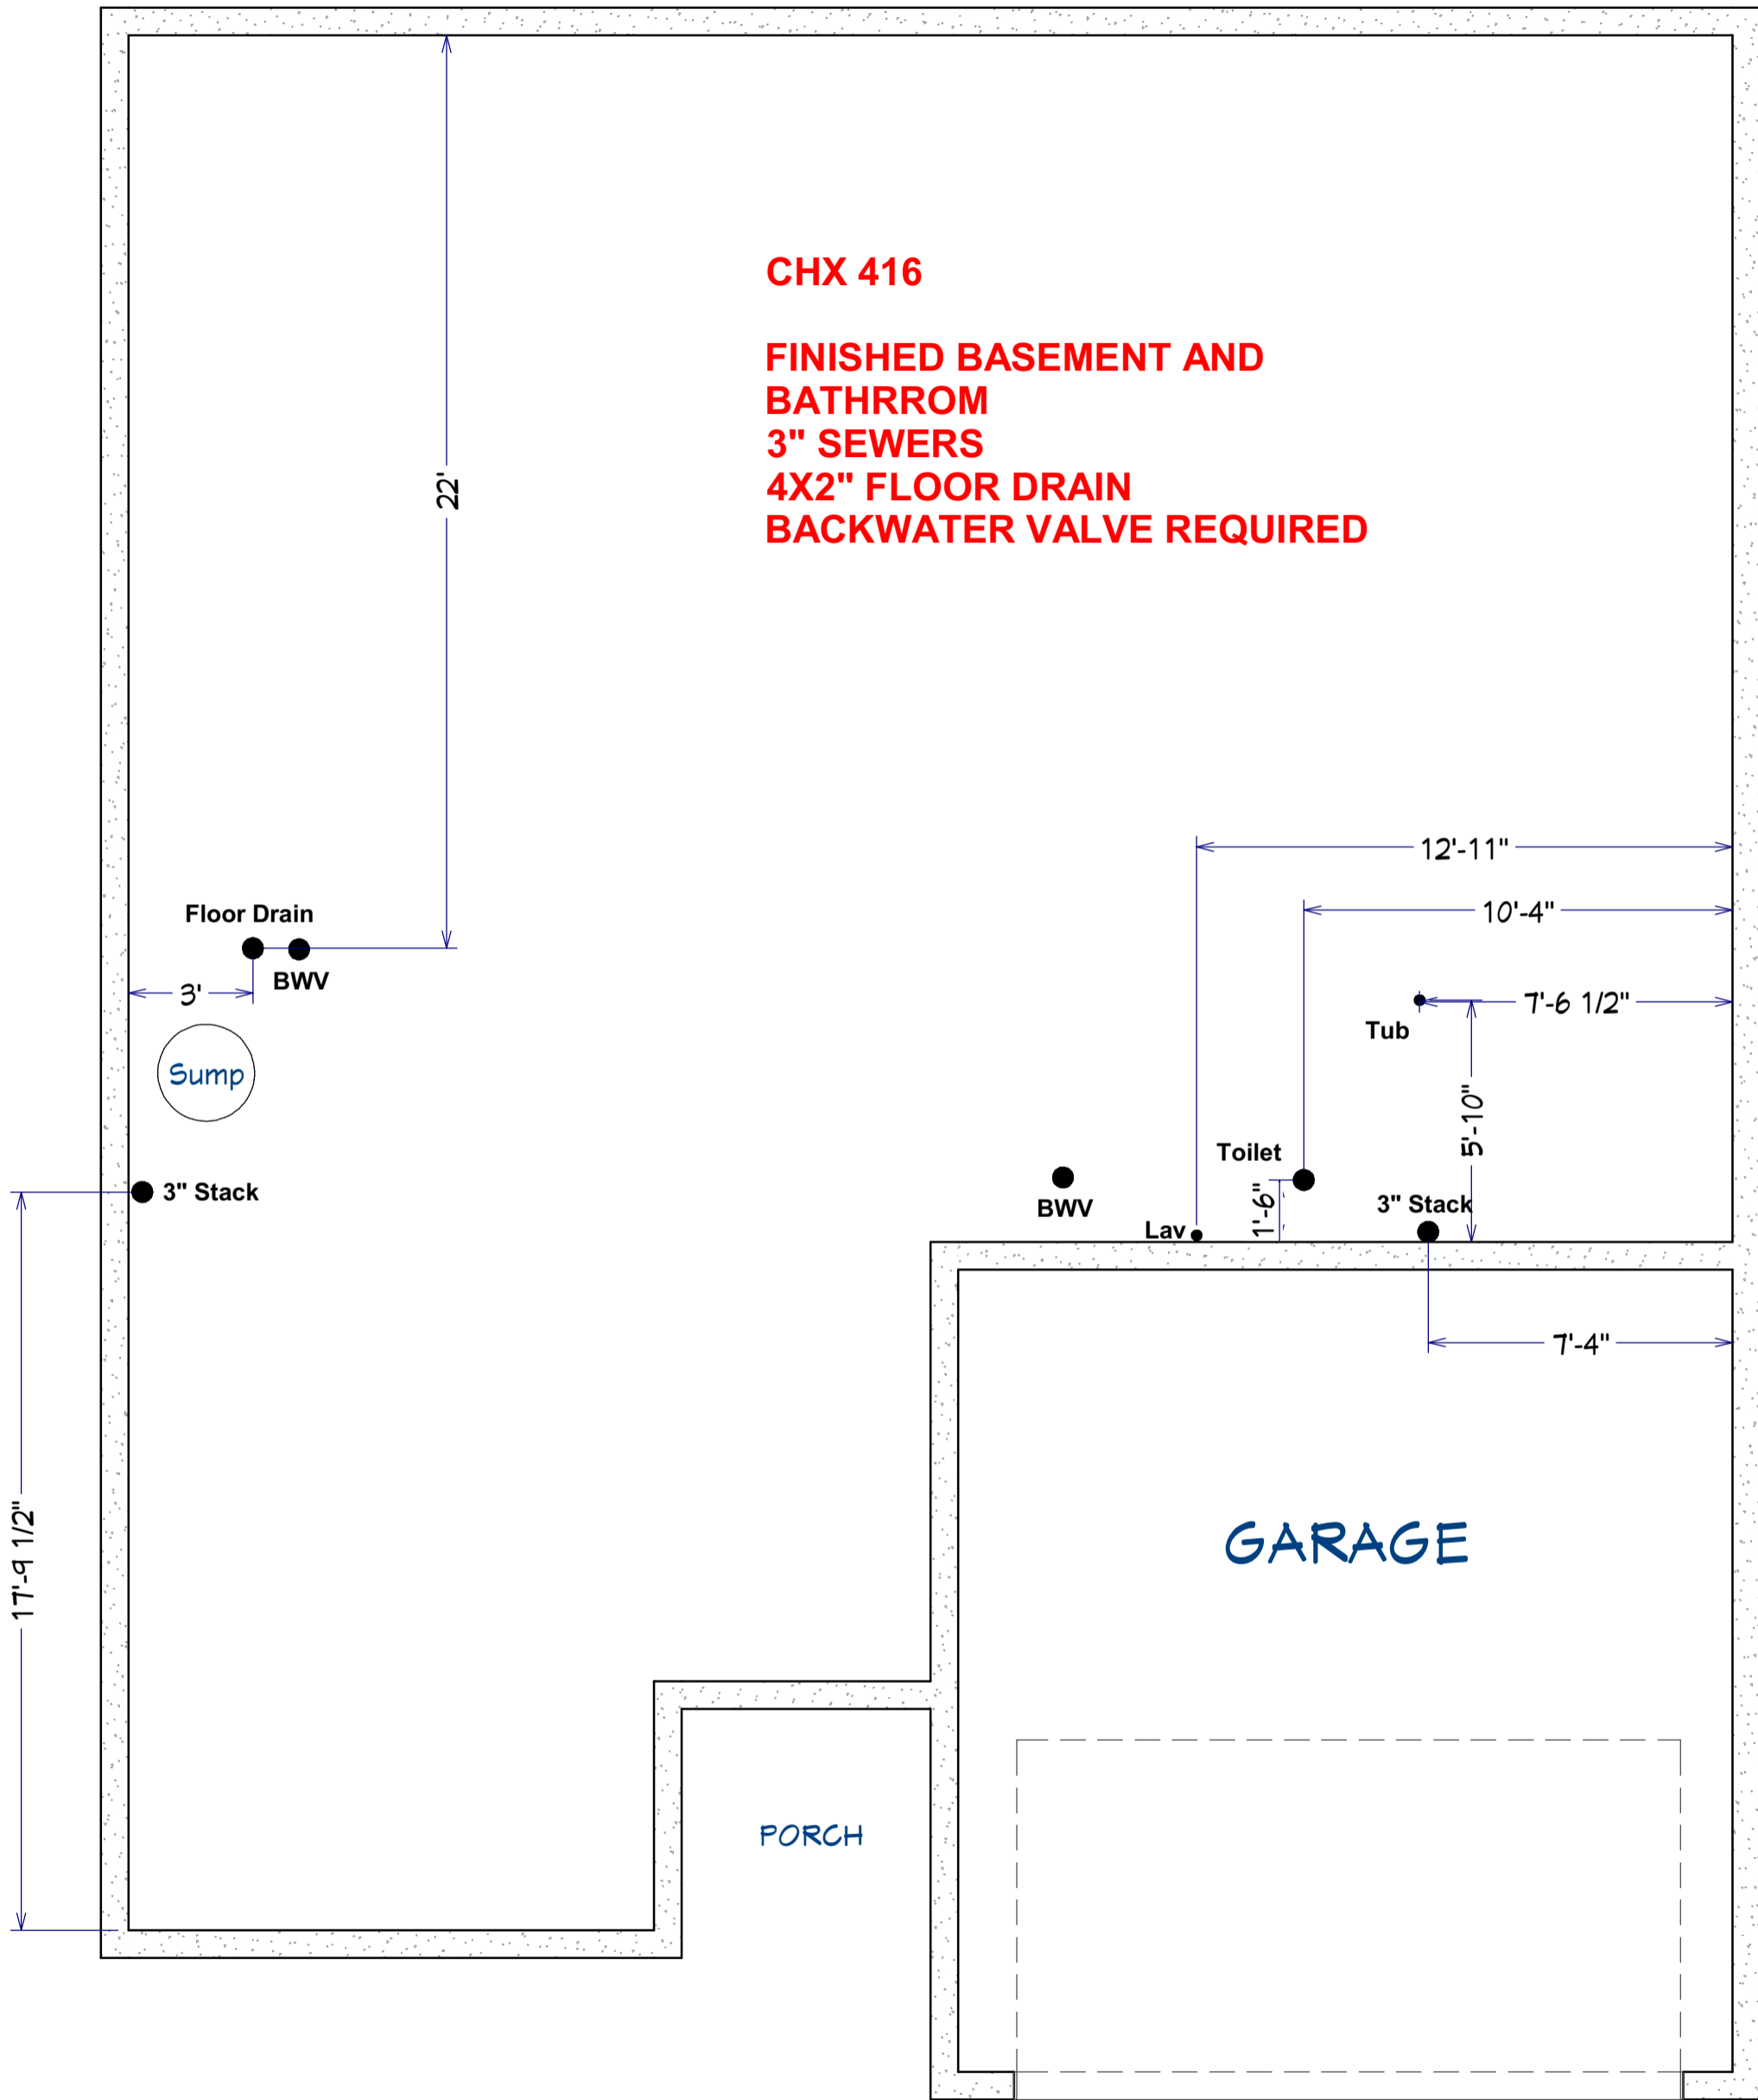 CHX 416
FINISHED BASEMENT AND
BATHRROM
3" SEWERS
4X2" FLOOR DRAIN
BACKWATER VALVE REQUIRED
22'
12'-11"
10'-4"
Floor Drain
BWV
3'
7'-6 1/2"
Tub
Sump
5'-10"
Toilet
3" Stack
BWV
1'-6"
3" Stack
Lav
7'-4"
17'-9 1/2"
GARAGE
PORCH